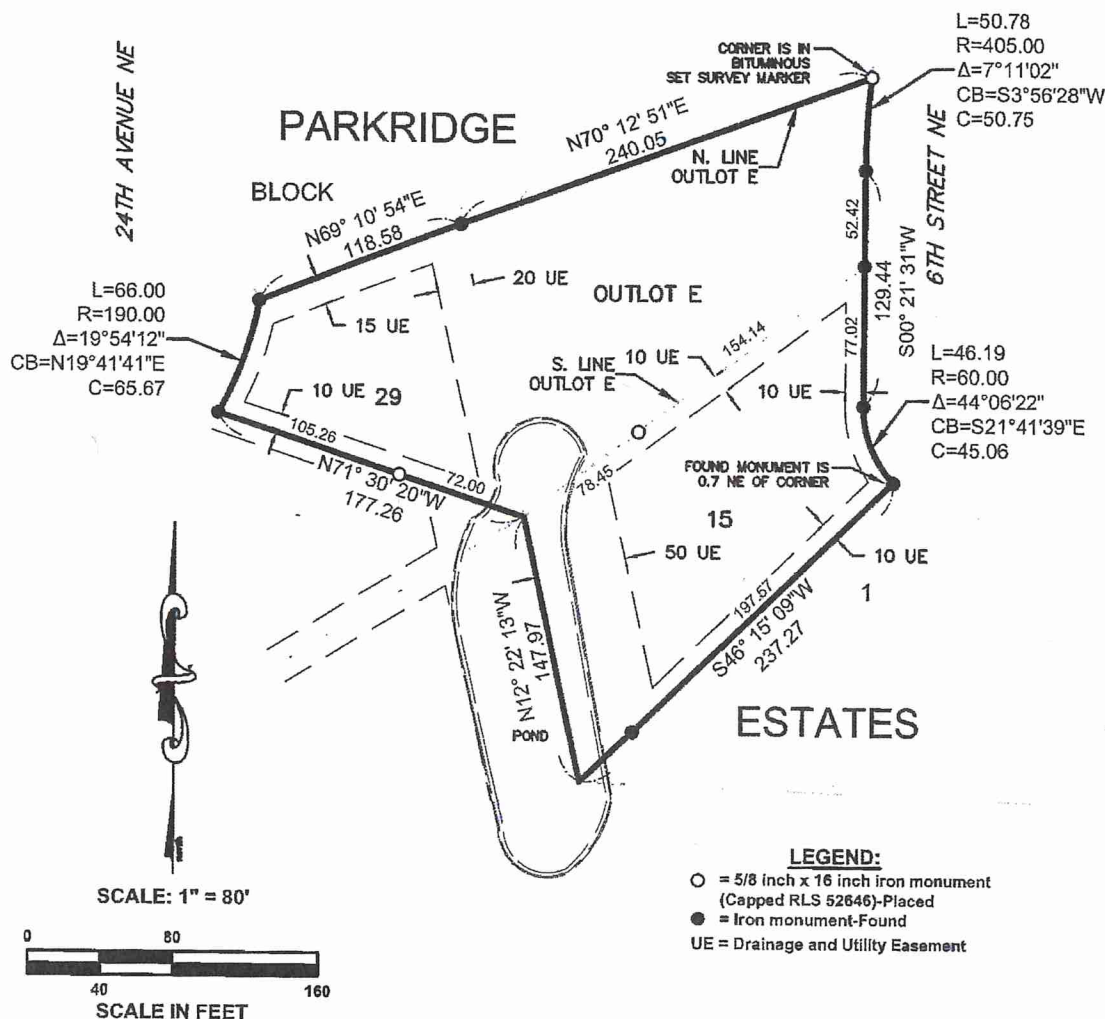 L=50.78
R=405.00
Δ=7°11'02"
CB=S3°56'28"W
C=50.75
CORNER IS IN
BITUMINOUS
SET SURVEY MARKER
24TH AVENUE NE
PARKRIDGE
N70° 12' 51"E
240.05
N. LINE
OUTLOT E
6TH STREET NE
BLOCK
N69° 10' 54"E
118.58
52.42
129.44
S00° 21' 31"W
20 UE
OUTLOT E
L=66.00
R=190.00
Δ=19°54'12"
CB=N19°41'41"E
C=65.67
15 UE
154.14
10 UE
77.02
S. LINE
OUTLOT E
10 UE
L=46.19
R=60.00
Δ=44°06'22"
CB=S21°41'39"E
C=45.06
10 UE
29
105.26
N71° 30' 20"W
177.26
72.00
78.45
FOUND MONUMENT IS
0.7 NE OF CORNER
15
50 UE
10 UE
1
197.57
S46° 15' 09"W
237.27
N12° 22' 13"W
147.97
POND
ESTATES
SCALE: 1" = 80'
0 80
40 160
SCALE IN FEET
LEGEND:
= 5/8 inch x 16 inch iron monument
(Capped RLS 52646)-Placed
= Iron monument-Found
UE = Drainage and Utility Easement